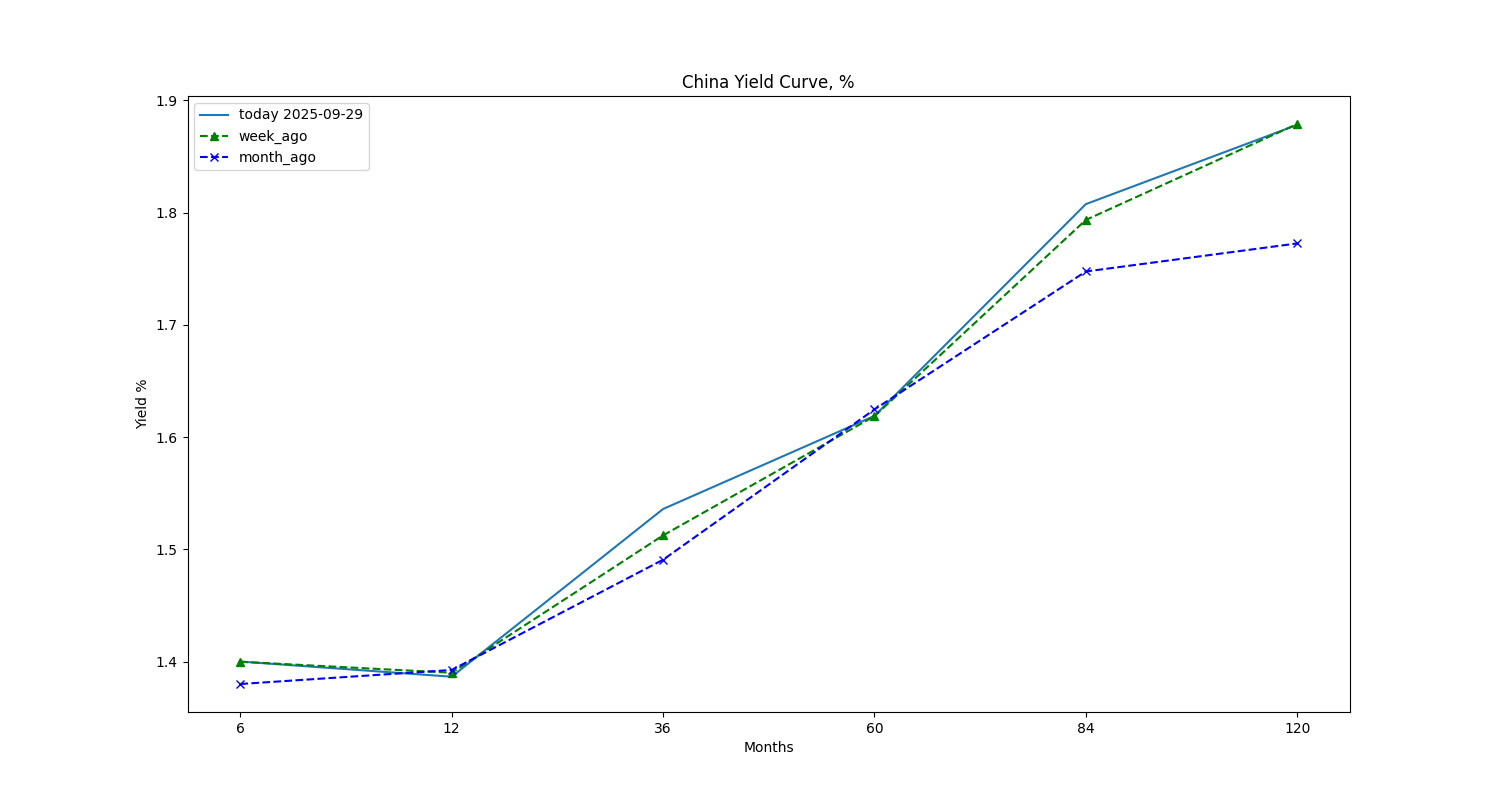 China Yield Curve, %
today 2025-09-29
week_ago
month_ago
1.9
1.8
1.7
1.6
1.5
1.4
Yield %
6 12 36 60 84 120
Months